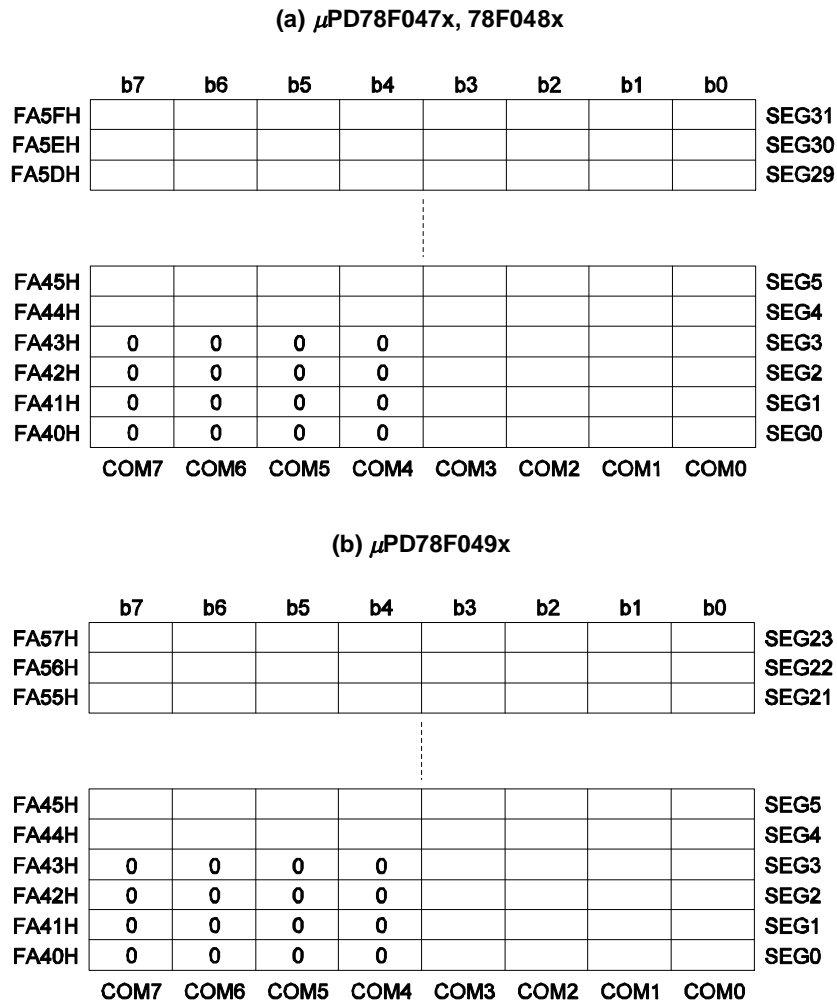 (a) μPD78F047x, 78F048x
b7 b6 b5 b4 b3 b2 b1 b0
FA5FH SEG31
FA5EH SEG30
FA5DH SEG29
FA45H SEG5
FA44H SEG4
FA43H 0 0 0 0 SEG3
FA42H 0 0 0 0 SEG2
FA41H 0 0 0 0 SEG1
FA40H 0 0 0 0 SEG0
COM7 COM6 COM5 COM4 COM3 COM2 COM1 COM0
(b) μPD78F049x
b7 b6 b5 b4 b3 b2 b1 b0
FA57H SEG23
FA56H SEG22
FA55H SEG21
FA45H SEG5
FA44H SEG4
FA43H 0 0 0 0 SEG3
FA42H 0 0 0 0 SEG2
FA41H 0 0 0 0 SEG1
FA40H 0 0 0 0 SEG0
COM7 COM6 COM5 COM4 COM3 COM2 COM1 COM0